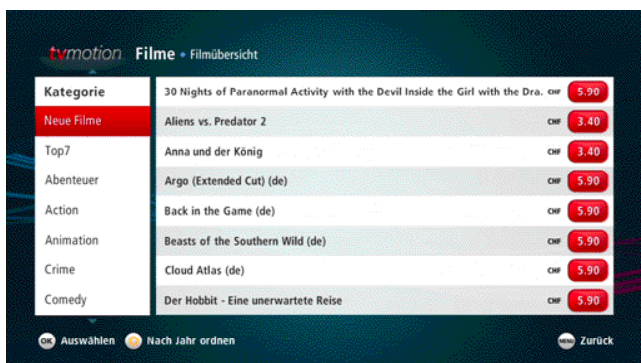 tvmotion Filme • Filmübersicht
Kategorie
Neue Filme
Top7
Abenteuer
Action
Animation
Crime
Comedy
30 Nights of Paranormal Activity with the Devil Inside the Girl with the Dra. CHF 5.90
Aliens vs. Predator 2 CHF 3.40
Anna und der König CHF 3.40
Argo (Extended Cut) (de) CHF 5.90
Back in the Game (de) CHF 5.90
Beasts of the Southern Wild (de) CHF 5.90
Cloud Atlas (de) CHF 5.90
Der Hobbit - Eine unerwartete Reise CHF 5.90
OK Auswählen Nach Jahr ordnen MENU Zurück